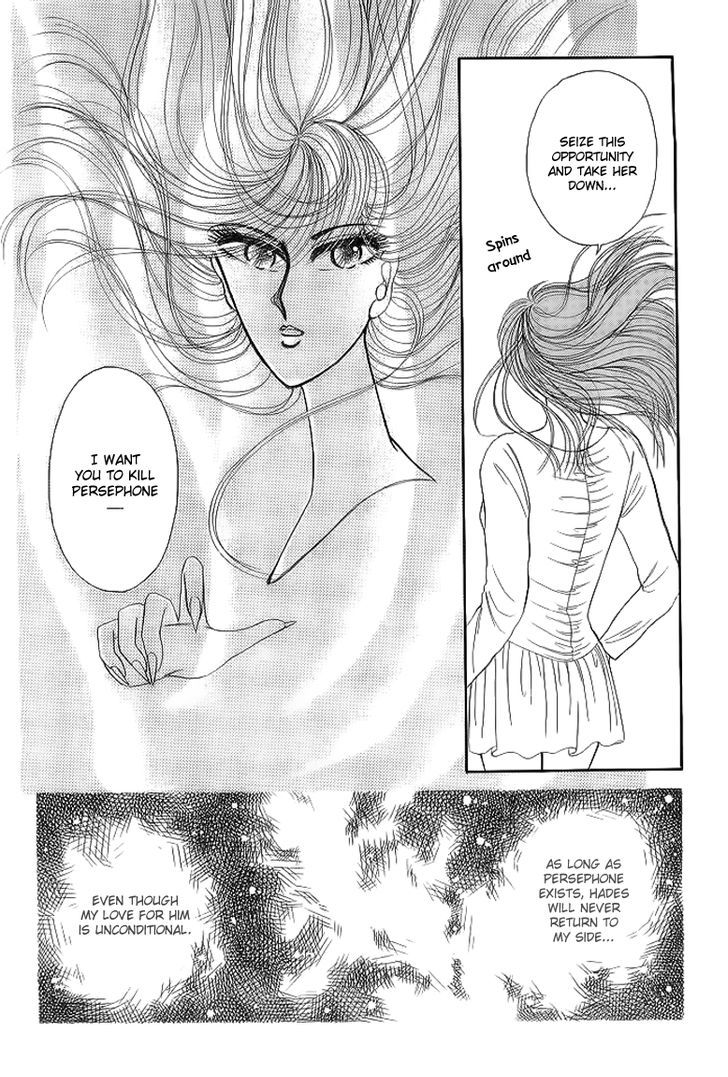 SEIZE THIS
OPPORTUNITY
AND TAKE HER
DOWN...
Spins
around
I WANT
YOU TO KILL
PERSEPHONE
—
AS LONG AS
PERSEPHONE
EXISTS, HADES
WILL NEVER
RETURN TO
MY SIDE...
EVEN THOUGH
MY LOVE FOR HIM
IS UNCONDITIONAL.